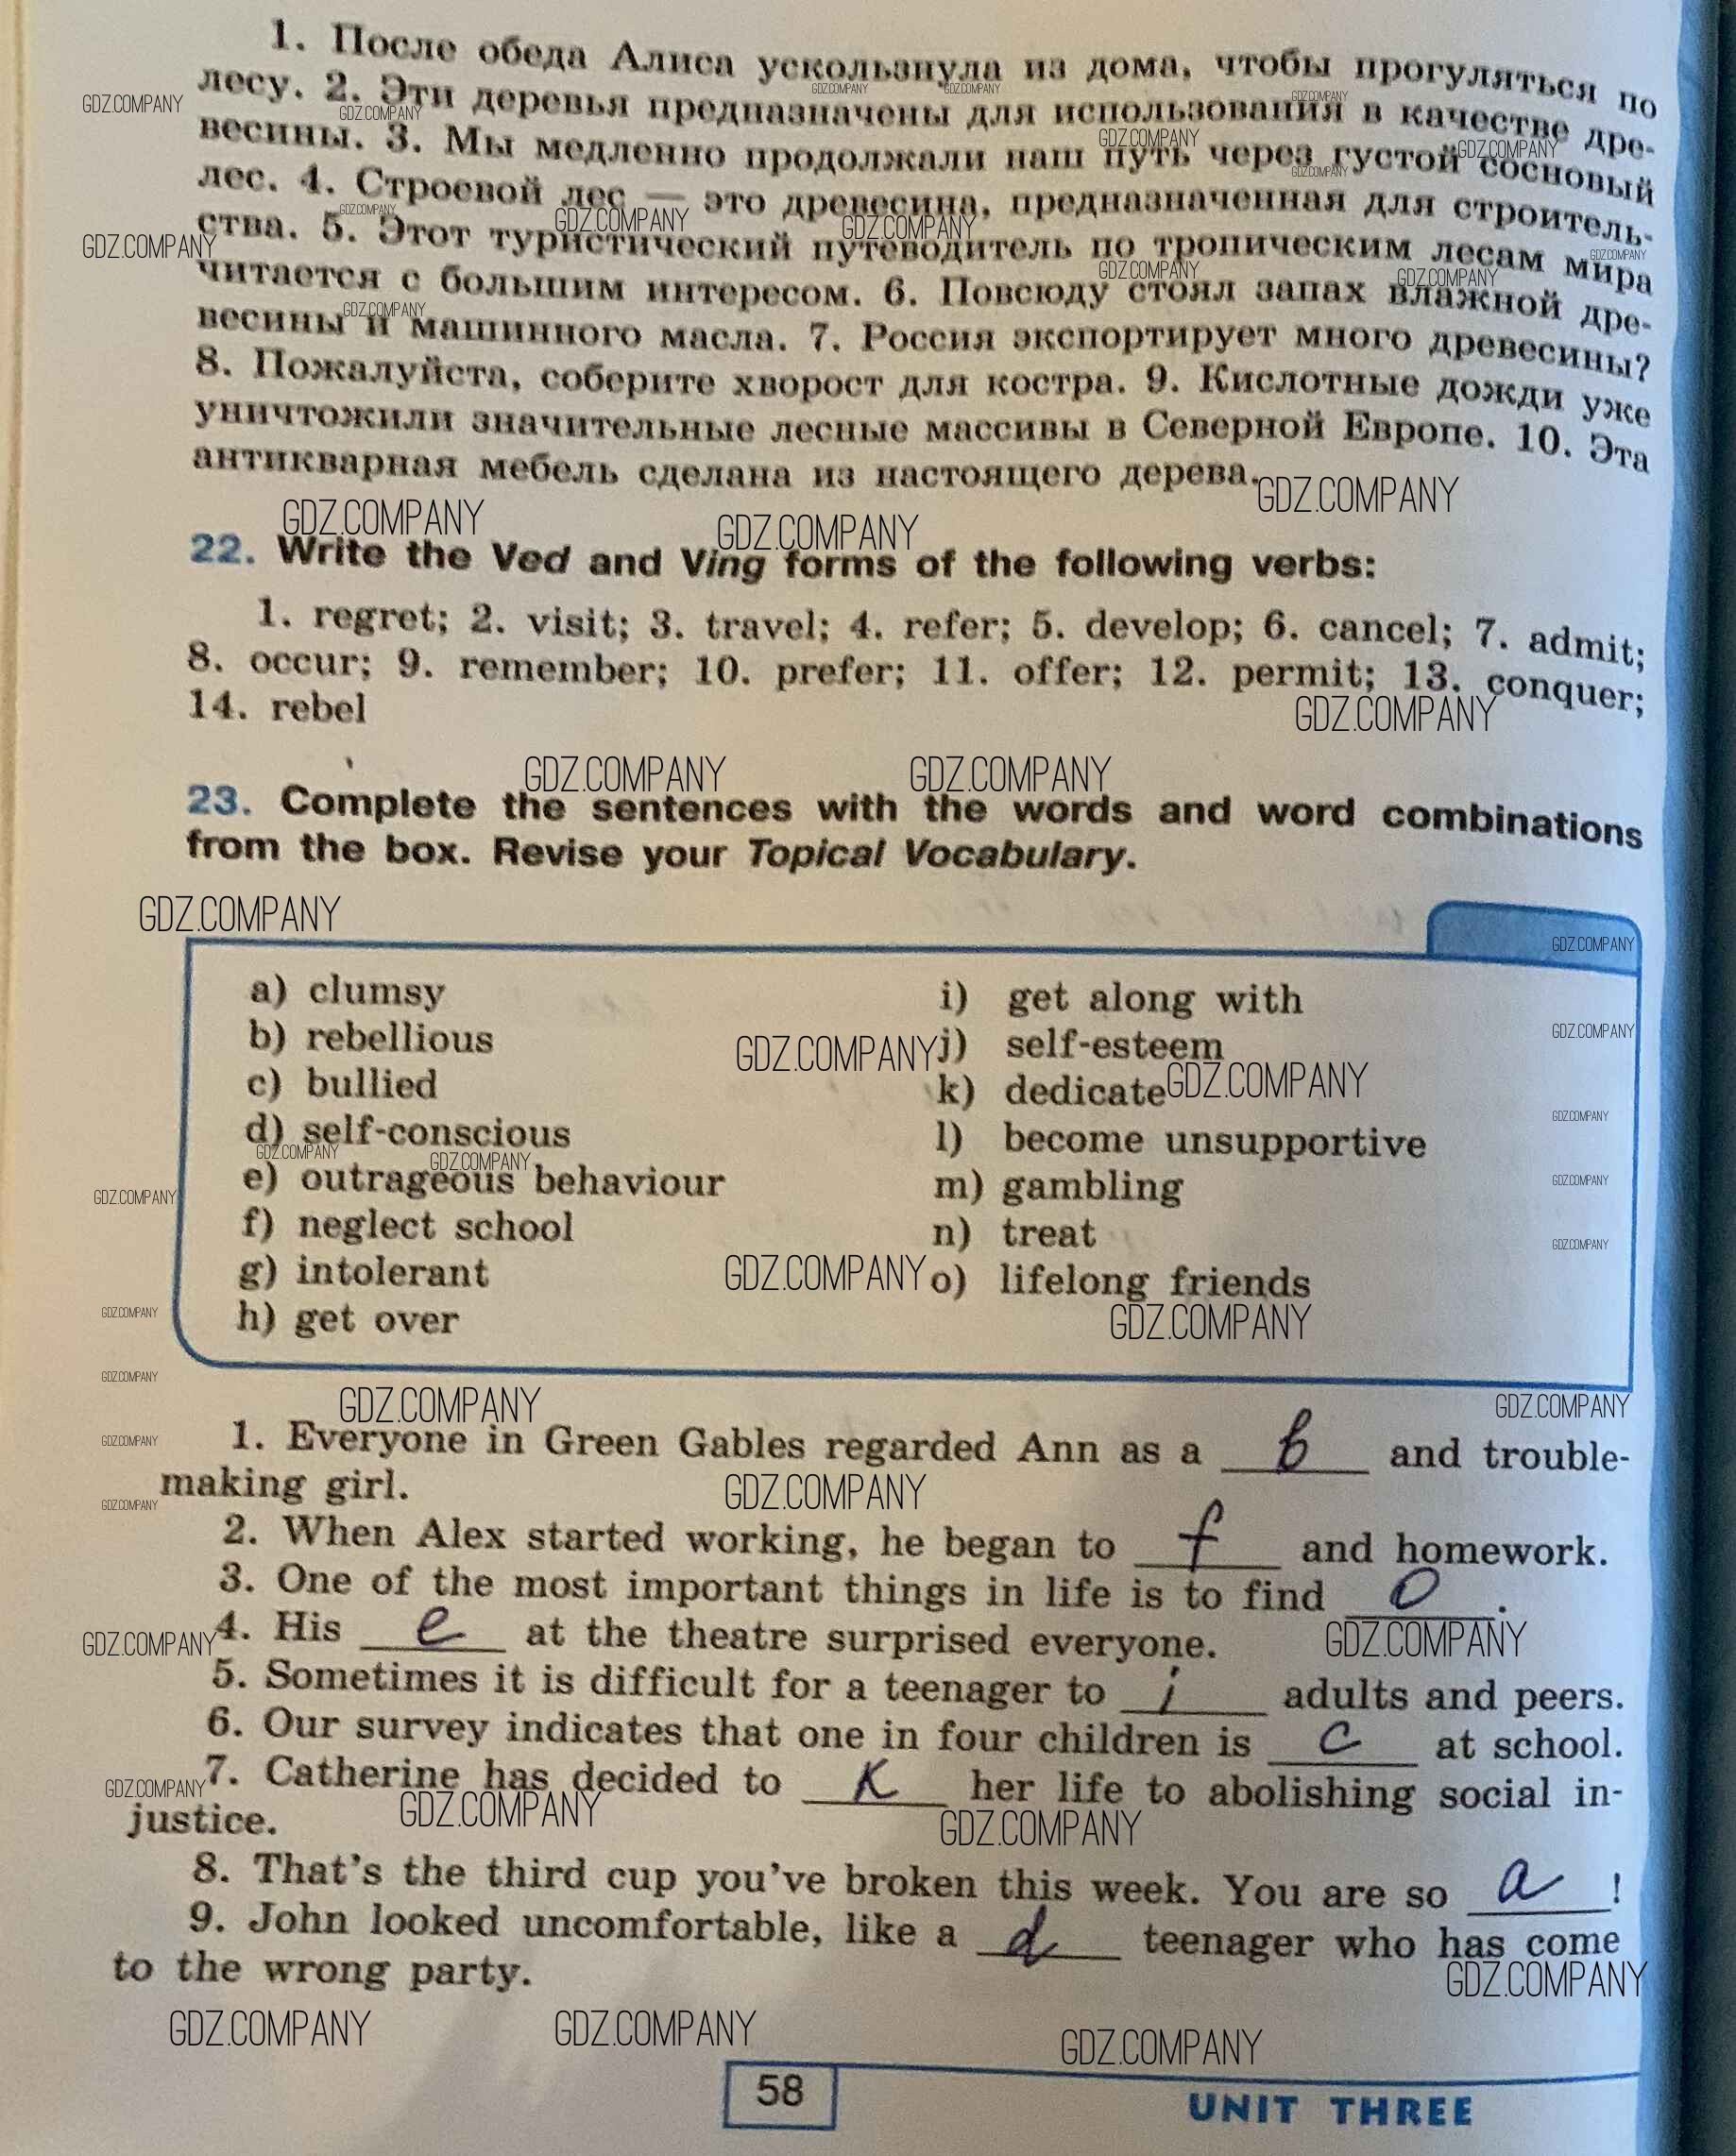 1. После обеда Алиса ускользнула из дома, чтобы прогуляться по
лесу. 2. Эти деревья предназначены для использования в качестве дре-
весины. 3. Мы медленно продолжали наш путь через густой сосновый
лес. 4. Строевой лес — это древесина, предназначенная для строитель-
ства. 5. Этот туристический путеводитель по тропическим лесам мира
читается с большим интересом. 6. Повсюду стоял запах влажной дре-
весины и машинного масла. 7. Россия экспортирует много древесины?
8. Пожалуйста, соберите хворост для костра. 9. Кислотные дожди уже
уничтожили значительные лесные массивы в Северной Европе. 10. Эта
антикварная мебель сделана из настоящего дерева.
GDZ.COMPANY
22. Write the Ved and Ving forms of the following verbs:
1. regret; 2. visit; 3. travel; 4. refer; 5. develop; 6. cancel; 7. admit;
8. occur; 9. remember; 10. prefer; 11. offer; 12. permit; 13. conquer;
14. rebel
23. Complete the sentences with the words and word combinations
from the box. Revise your Topical Vocabulary.
a) clumsy
b) rebellious
c) bullied
d) self-conscious
e) outrageous behaviour
f) neglect school
g) intolerant
h) get over
i) get along with
j) self-esteem
k) dedicate
l) become unsupportive
m) gambling
n) treat
o) lifelong friends
1. Everyone in Green Gables regarded Ann as a b and trouble-
making girl.
2. When Alex started working, he began to f and homework.
3. One of the most important things in life is to find o.
4. His e at the theatre surprised everyone.
5. Sometimes it is difficult for a teenager to i adults and peers.
6. Our survey indicates that one in four children is c at school.
7. Catherine has decided to k her life to abolishing social in-
justice.
8. That's the third cup you've broken this week. You are so a!
9. John looked uncomfortable, like a d teenager who has come
to the wrong party.
58
UNIT THREE